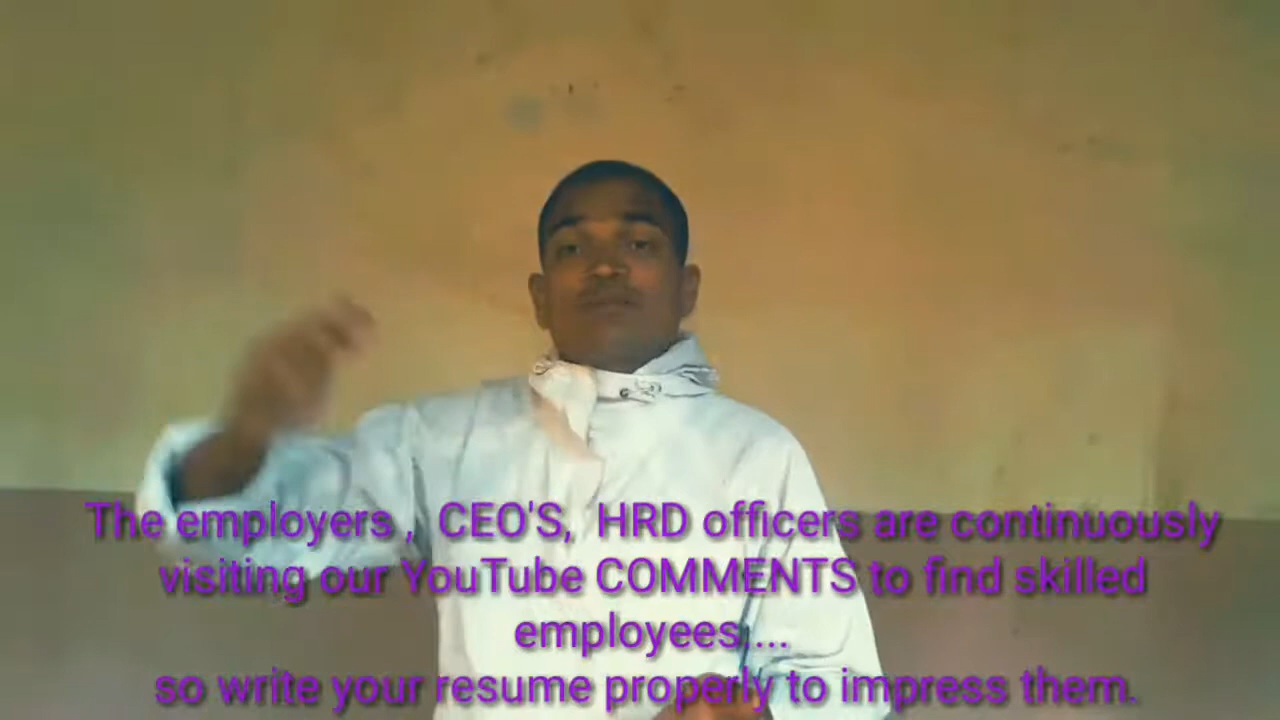 The employers , CEO'S, HRD officers are continuously
visiting our YouTube COMMENTS to find skilled
employees....
so write your resume properly to impress them.